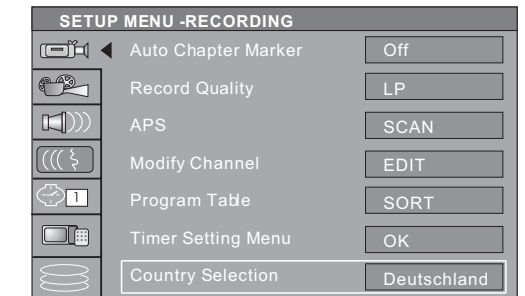 SETUP MENU -RECORDING
Auto Chapter Marker Off
Record Quality LP
APS SCAN
Modify Channel EDIT
Program Table SORT
1
Timer Setting Menu OK
Country Selection Deutschland